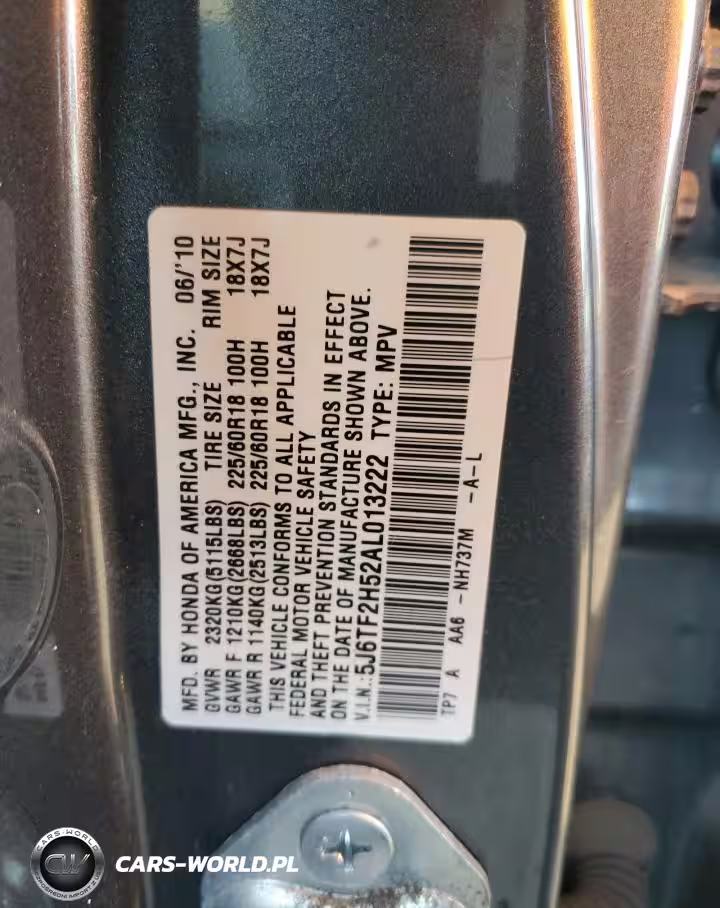 MFD. BY HONDA OF AMERICA MFG., INC. 06/'10
GVWR 2320KG(5115LBS) TIRE SIZE RIM SIZE
GAWR F 1210KG(2668LBS) 225/60R18 100H 18X7J
GAWR R 1140KG(2513LBS) 225/60R18 100H 18X7J
THIS VEHICLE CONFORMS TO ALL APPLICABLE
FEDERAL MOTOR VEHICLE SAFETY
AND THEFT PREVENTION STANDARDS IN EFFECT
ON THE DATE OF MANUFACTURE SHOWN ABOVE.
V.I.N.:5J6TF2H52AL013222 TYPE: MPV
TP7 A AA6 -NH737M -A-L
CARS-WORLD
CW
CARS-WORLD.PL